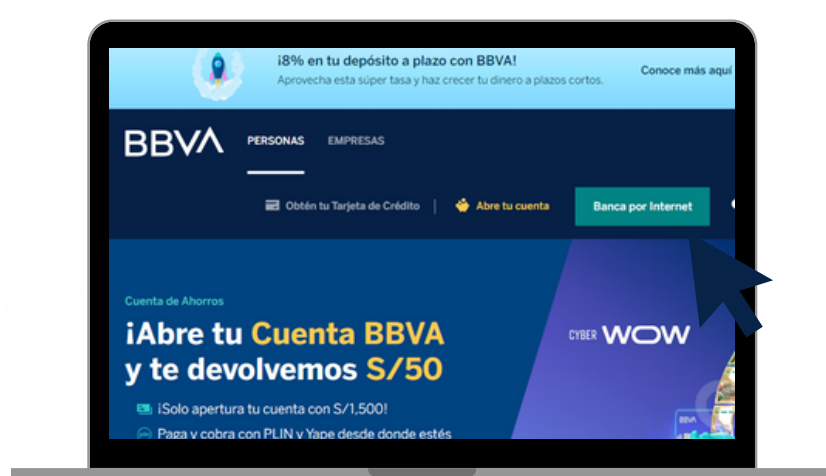 ¡8% en tu depósito a plazo con BBVA!
Aprovecha esta súper tasa y haz crecer tu dinero a plazos cortos.
Conoce más aquí
BBVA
PERSONAS EMPRESAS
Obtén tu Tarjeta de Crédito | Abre tu cuenta Banca por Internet
Cuenta de Ahorros
¡Abre tu Cuenta BBVA
y te devolvemos S/50
CYBER WOW
¡Solo apertura tu cuenta con S/1,500!
Paga y cobra con PLIN y Yape desde donde estés
BBVA